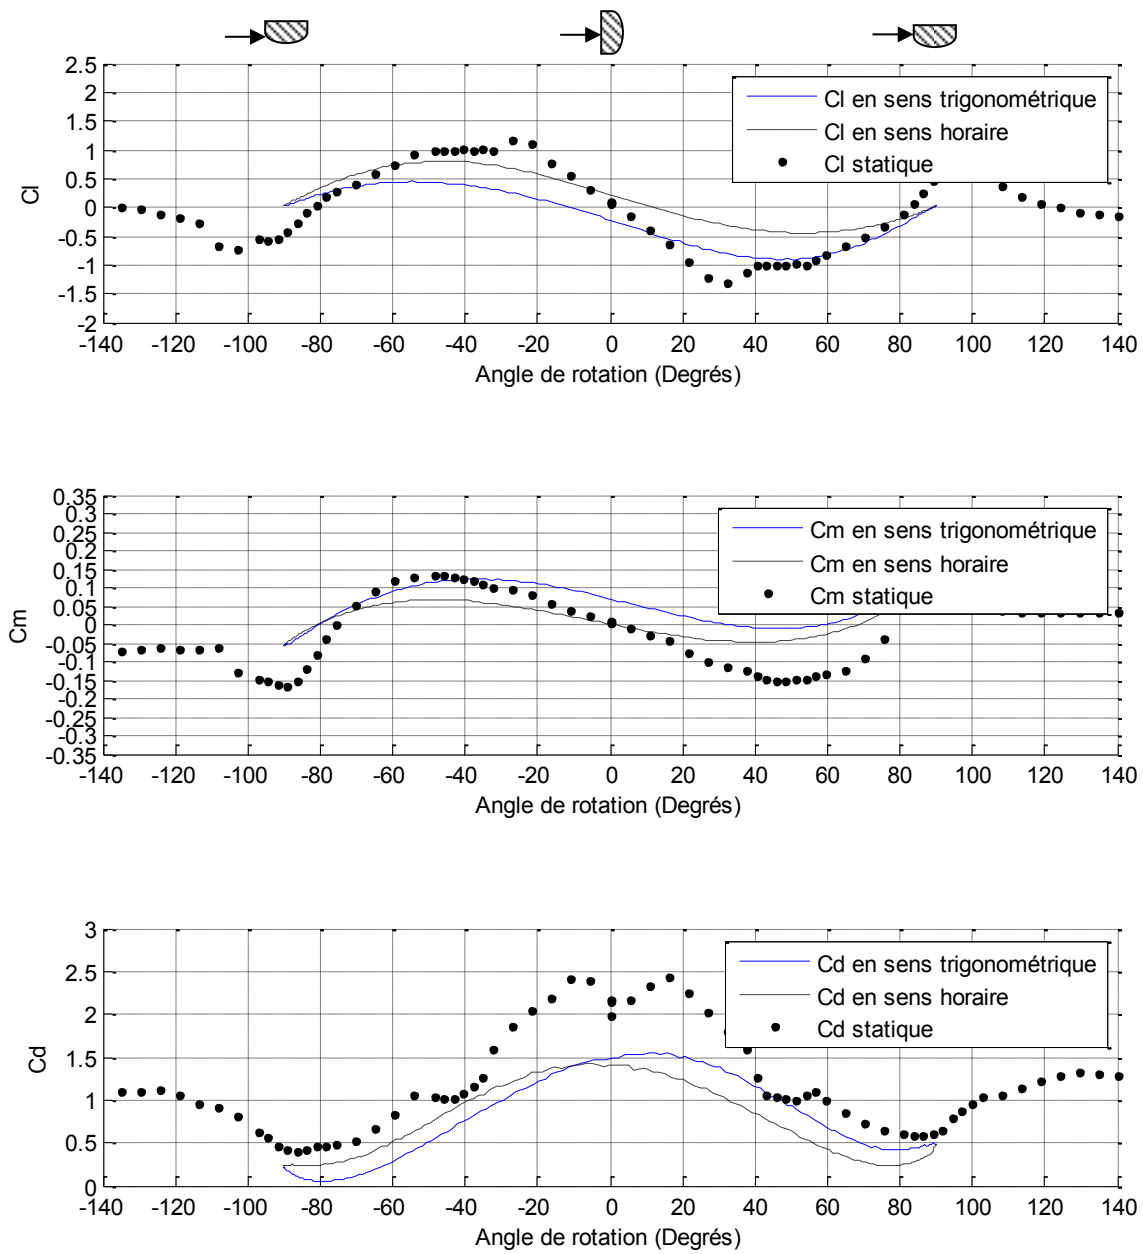 2.5
2
1.5
1
0.5
0
-0.5
-1
-1.5
-2
Cl
Cl en sens trigonométrique
Cl en sens horaire
Cl statique
-140 -120 -100 -80 -60 -40 -20 0 20 40 60 80 100 120 140
Angle de rotation (Degrés)
0.35
0.3
0.25
0.2
0.15
0.1
0.05
0
-0.05
-0.1
-0.15
-0.2
-0.25
-0.3
-0.35
Cm
Cm en sens trigonométrique
Cm en sens horaire
Cm statique
-140 -120 -100 -80 -60 -40 -20 0 20 40 60 80 100 120 140
Angle de rotation (Degrés)
3
2.5
2
1.5
1
0.5
0
Cd
Cd en sens trigonométrique
Cd en sens horaire
Cd statique
-140 -120 -100 -80 -60 -40 -20 0 20 40 60 80 100 120 140
Angle de rotation (Degrés)